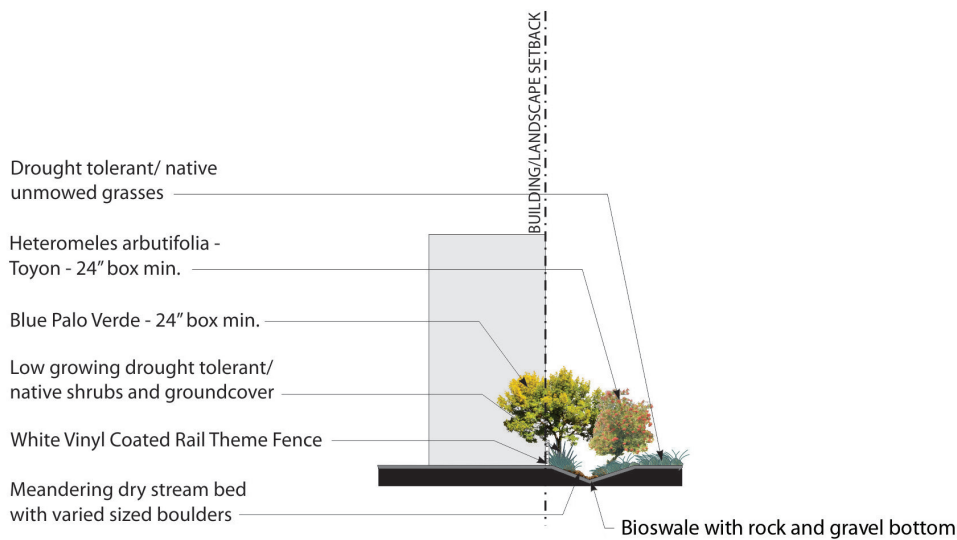 BUILDING/LANDSCAPE SETBACK
Drought tolerant/ native
unmowed grasses
Heteromeles arbutifolia -
Toyon - 24" box min.
Blue Palo Verde - 24" box min.
Low growing drought tolerant/
native shrubs and groundcover
White Vinyl Coated Rail Theme Fence
Meandering dry stream bed
with varied sized boulders
Bioswale with rock and gravel bottom